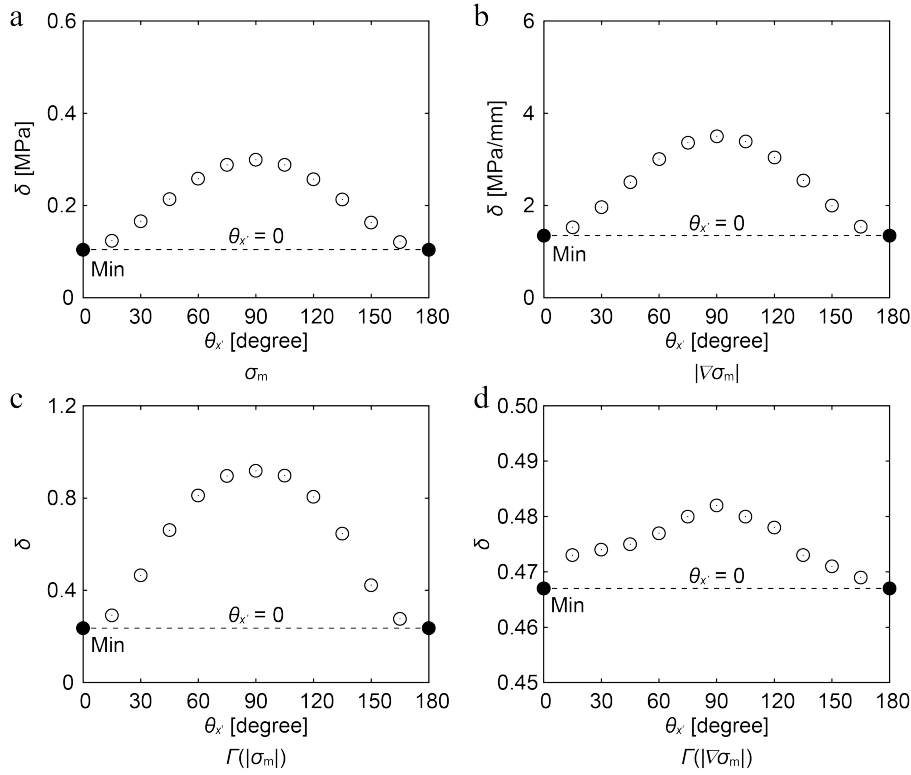 a
0.6
0.4
0.2
0
δ [MPa]
θx' = 0
Min
0 30 60 90 120 150 180
θx' [degree]
σm
b
6
4
2
0
δ [MPa/mm]
θx' = 0
Min
0 30 60 90 120 150 180
θx' [degree]
|∇σm|
c
1.2
0.8
0.4
0
δ
θx' = 0
Min
0 30 60 90 120 150 180
θx' [degree]
Γ(|σm|)
d
0.50
0.49
0.48
0.47
0.46
0.45
δ
θx' = 0
Min
0 30 60 90 120 150 180
θx' [degree]
Γ(|∇σm|)